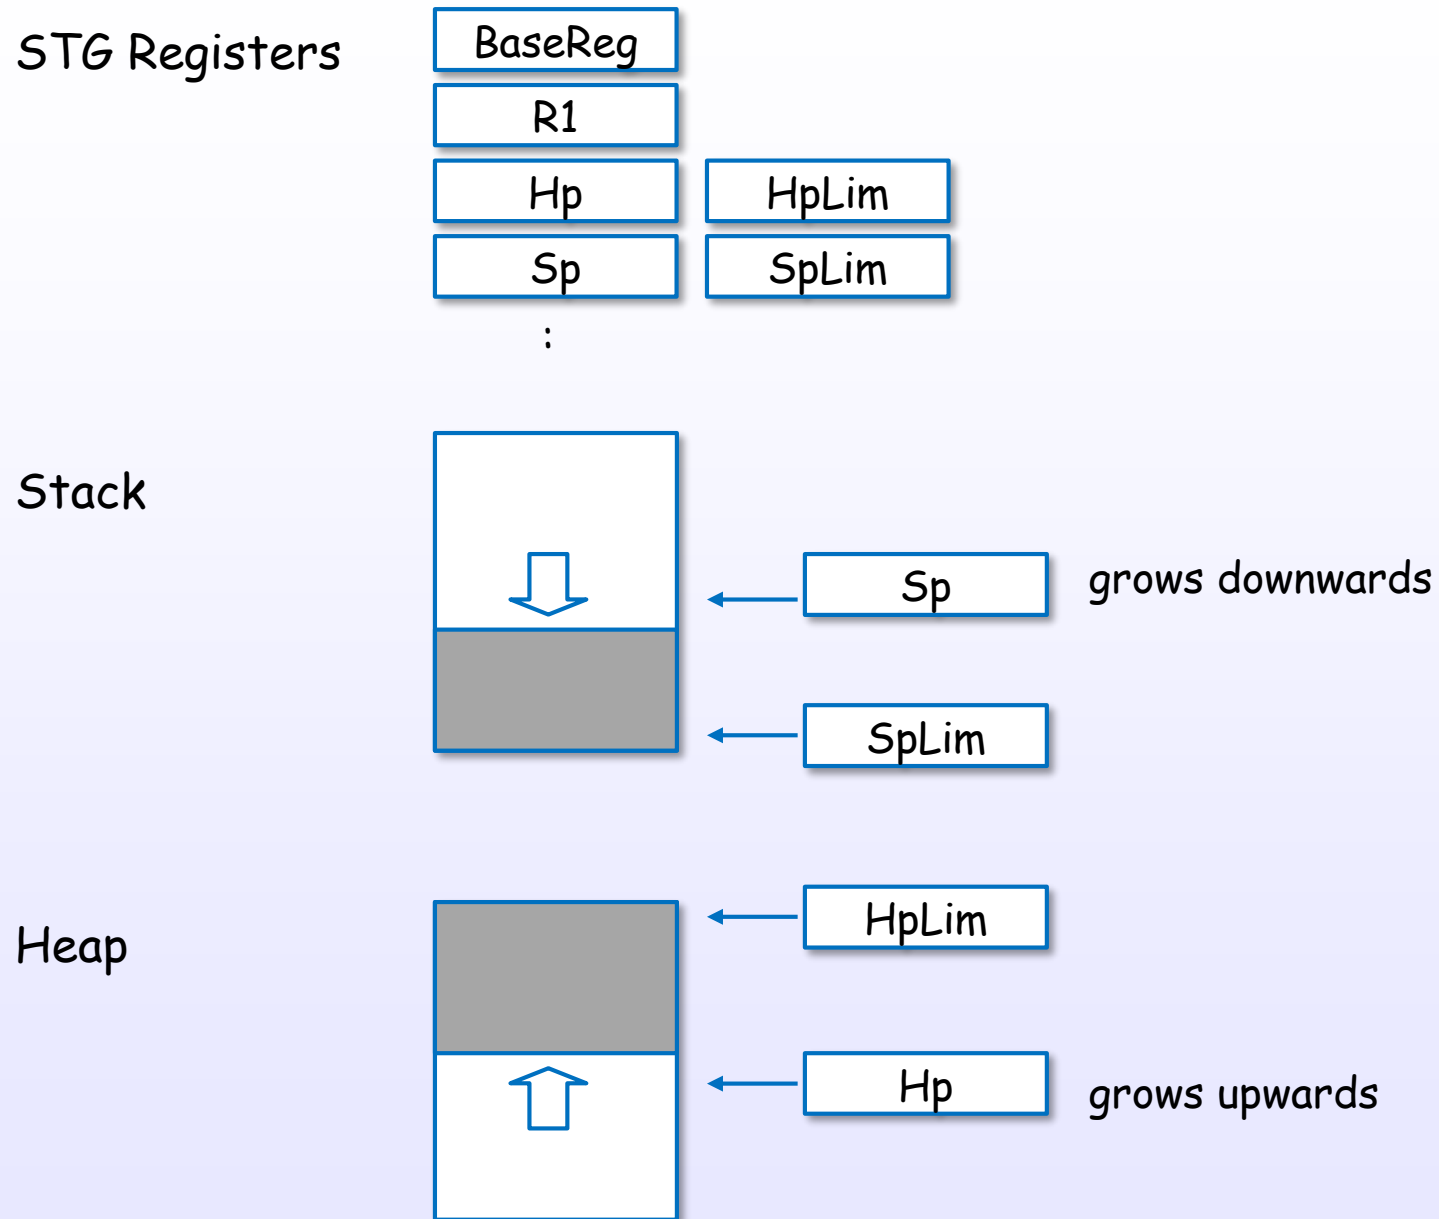 STG Registers
BaseReg
R1
Hp HpLim
Sp SpLim
:
Stack
Sp grows downwards
SpLim
HpLim
Heap
Hp grows upwards